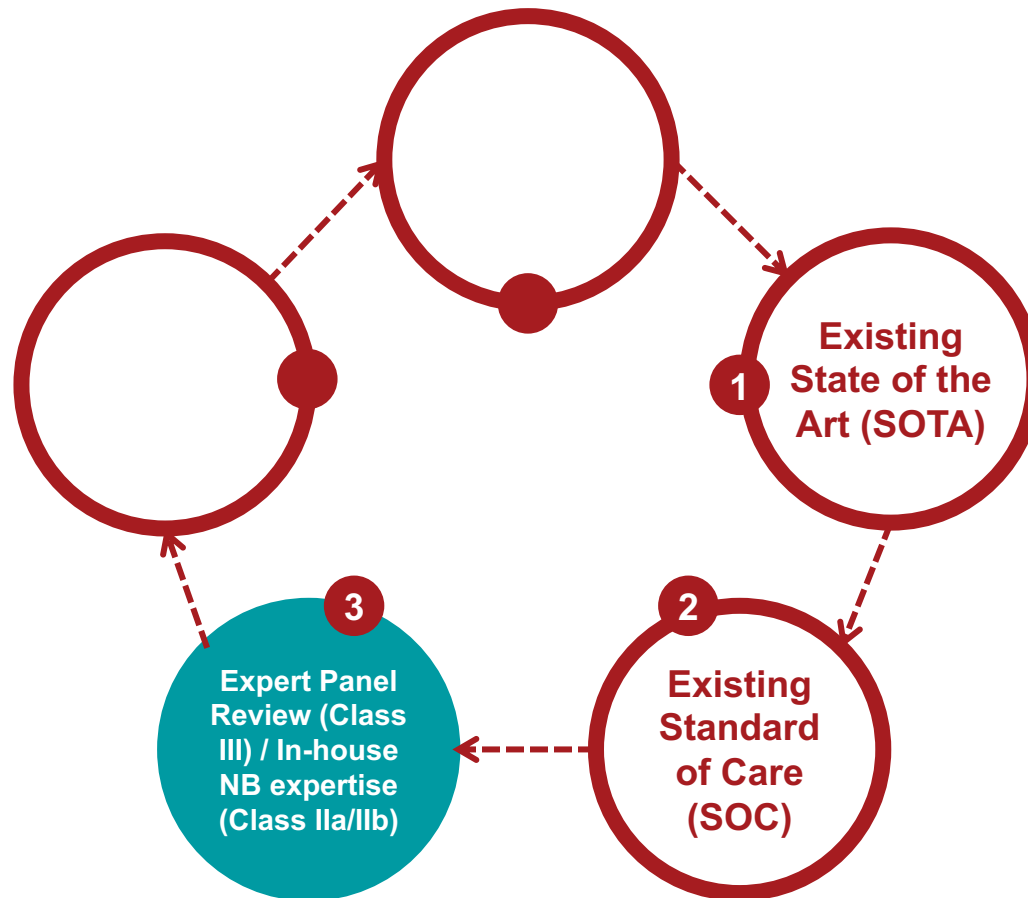 1
Existing
State of the
Art (SOTA)
2
Existing
Standard
of Care
(SOC)
3
Expert Panel
Review (Class
III) / In-house
NB expertise
(Class IIa/IIb)